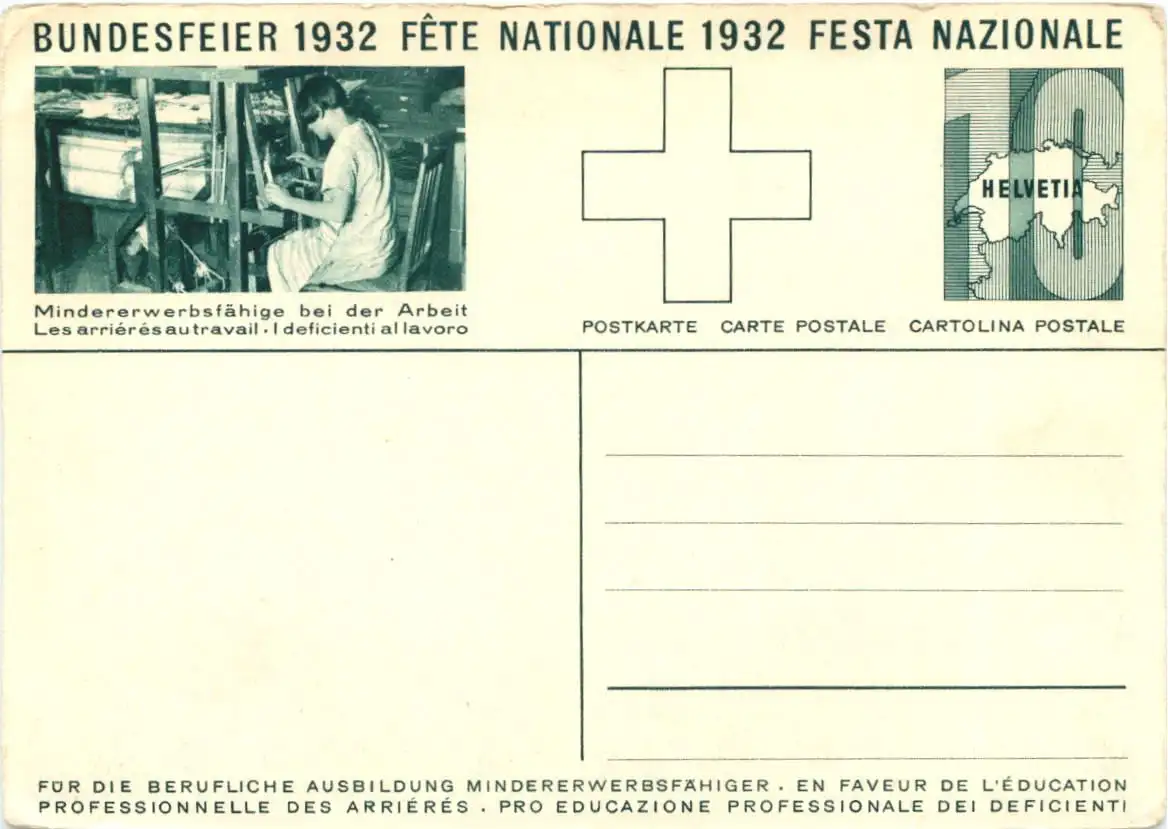 BUNDESFEIER 1932 FÊTE NATIONALE 1932 FESTA NAZIONALE
10
HELVETIA
Mindererwerbsfähige bei der Arbeit
Les arriérés au travail · I deficienti al lavoro
POSTKARTE CARTE POSTALE CARTOLINA POSTALE
FÜR DIE BERUFLICHE AUSBILDUNG MINDERERWERBSFÄHIGER · EN FAVEUR DE L'ÉDUCATION
PROFESSIONNELLE DES ARRIÉRÉS · PRO EDUCAZIONE PROFESSIONALE DEI DEFICIENTI